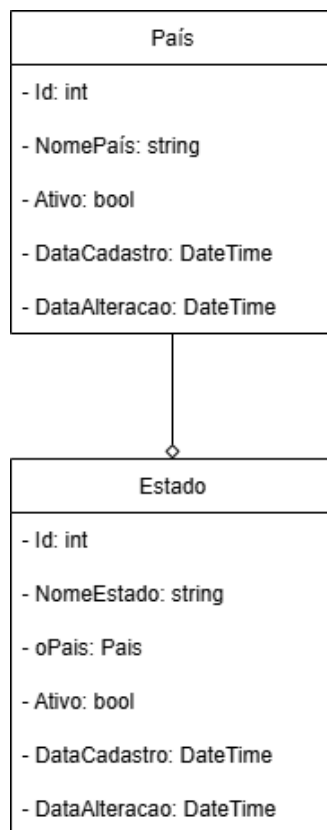 País
- Id: int
- NomePaís: string
- Ativo: bool
- DataCadastro: DateTime
- DataAlteracao: DateTime
Estado
- Id: int
- NomeEstado: string
- oPais: Pais
- Ativo: bool
- DataCadastro: DateTime
- DataAlteracao: DateTime